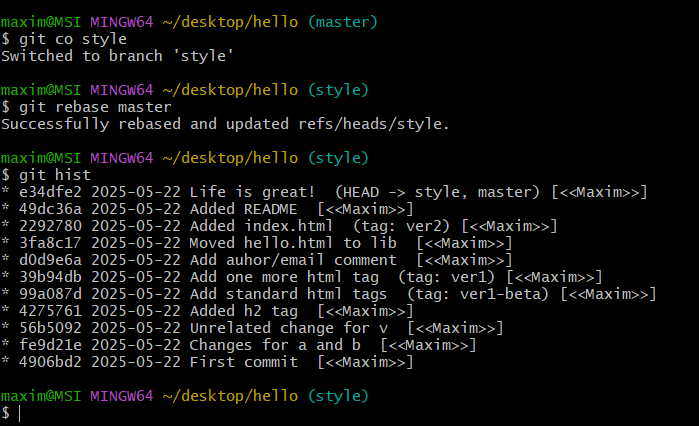 maxim@MSI MINGW64 ~/desktop/hello (master)
$ git co style
Switched to branch 'style'
maxim@MSI MINGW64 ~/desktop/hello (style)
$ git rebase master
Successfully rebased and updated refs/heads/style.
maxim@MSI MINGW64 ~/desktop/hello (style)
$ git hist
* e34dfe2 2025-05-22 Life is great!  (HEAD -> style, master) [<<Maxim>>]
* 49dc36a 2025-05-22 Added README  [<<Maxim>>]
* 2292780 2025-05-22 Added index.html  (tag: ver2) [<<Maxim>>]
* 3fa8c17 2025-05-22 Moved hello.html to lib  [<<Maxim>>]
* d0d9e6a 2025-05-22 Add auhor/email comment  [<<Maxim>>]
* 39b94db 2025-05-22 Add one more html tag  (tag: ver1) [<<Maxim>>]
* 99a087d 2025-05-22 Add standard html tags  (tag: ver1-beta) [<<Maxim>>]
* 4275761 2025-05-22 Added h2 tag  [<<Maxim>>]
* 56b5092 2025-05-22 Unrelated change for v  [<<Maxim>>]
* fe9d21e 2025-05-22 Changes for a and b  [<<Maxim>>]
* 4906bd2 2025-05-22 First commit  [<<Maxim>>]
maxim@MSI MINGW64 ~/desktop/hello (style)
$